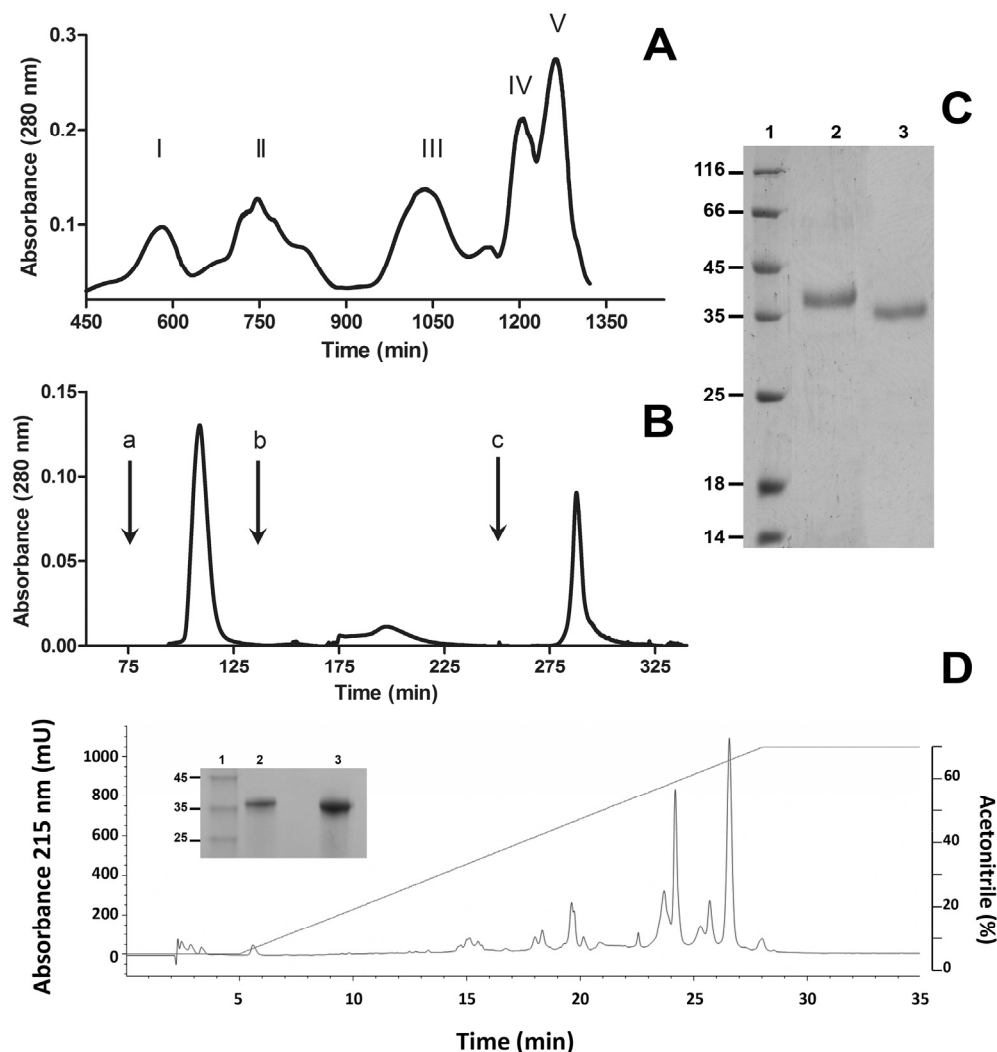 A
Absorbance (280 nm)
0.3
0.2
0.1
I
II
III
IV
V
450 600 750 900 1050 1200 1350
Time (min)
B
Absorbance (280 nm)
0.15
0.10
0.05
0.00
a
b
c
75 125 175 225 275 325
Time (min)
C
1 2 3
116
66
45
35
25
18
14
D
Absorbance 215 nm (mU)
1000
800
600
400
200
0
1 2 3
45
35
25
60
40
20
0
Acetonitrile (%)
5 10 15 20 25 30 35
Time (min)